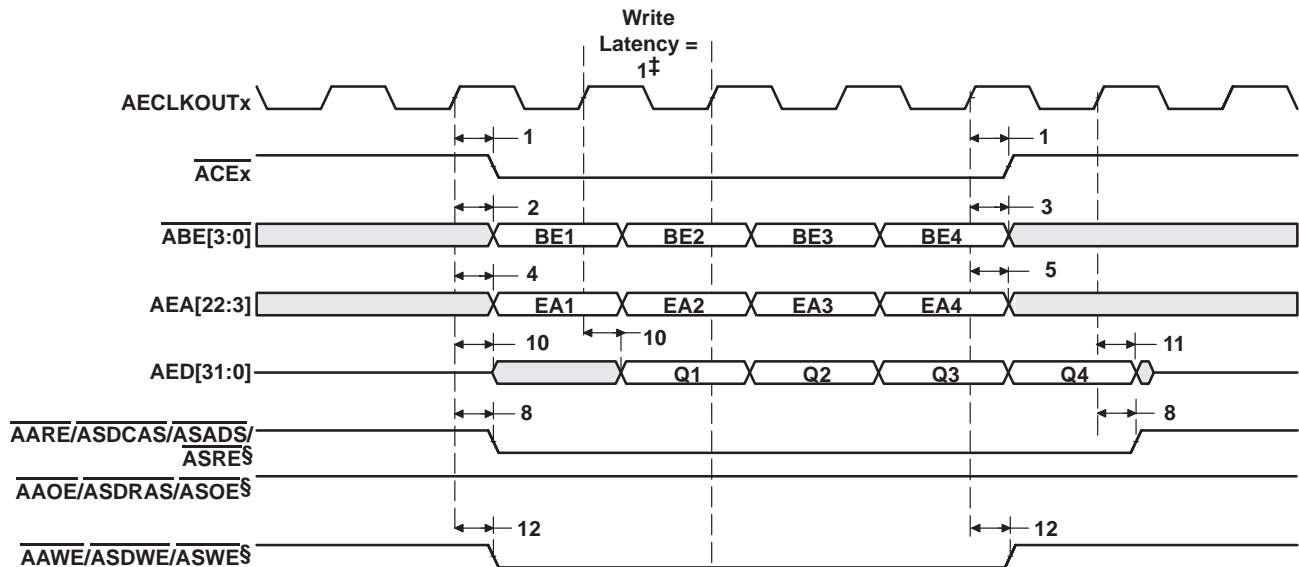 Write
Latency =
1‡
AECLKOUTx
1 1
ACEx
2 3
ABE[3:0] BE1 BE2 BE3 BE4
4 5
AEA[22:3] EA1 EA2 EA3 EA4
10 10 11
AED[31:0] Q1 Q2 Q3 Q4
8 8
AARE/ASDCAS/ASADS/
ASRE§
AAOE/ASDRAS/ASOE§
12 12
AAWE/ASDWE/ASWE§